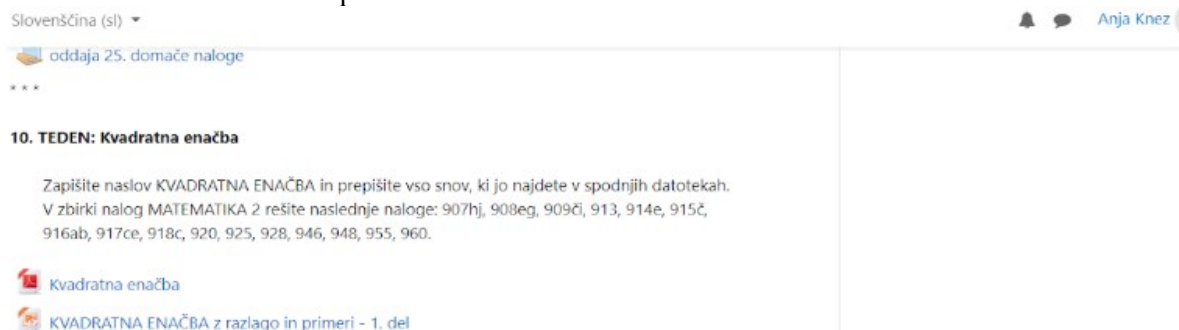 Slovenščina (sl)
Anja Knez
oddaja 25. domače naloge
* * *
10. TEDEN: Kvadratna enačba
Zapišite naslov KVADRATNA ENAČBA in prepišite vso snov, ki jo najdete v spodnjih datotekah.
V zbirki nalog MATEMATIKA 2 rešite naslednje naloge: 907hj, 908eg, 909či, 913, 914e, 915č,
916ab, 917ce, 918c, 920, 925, 928, 946, 948, 955, 960.
Kvadratna enačba
KVADRATNA ENAČBA z razlago in primeri - 1. del